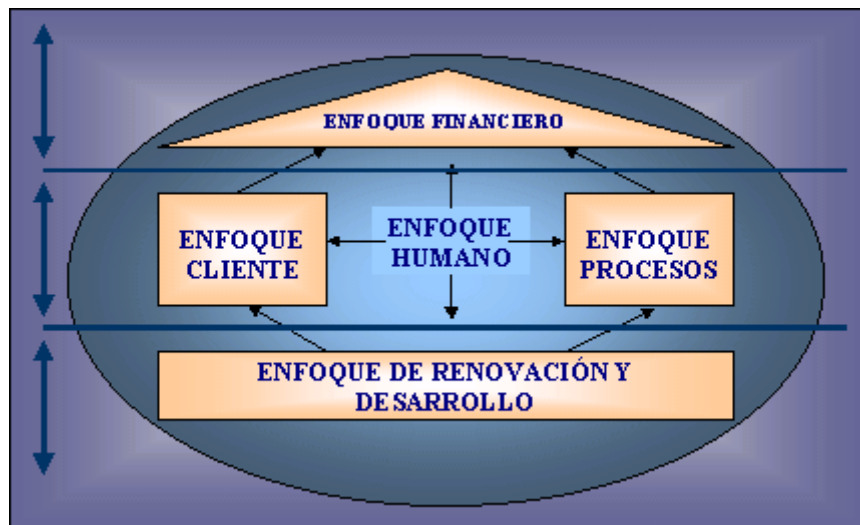 ENFOQUE FINANCIERO
ENFOQUE
CLIENTE
ENFOQUE
HUMANO
ENFOQUE
PROCESOS
ENFOQUE DE RENOVACIÓN Y
DESARROLLO